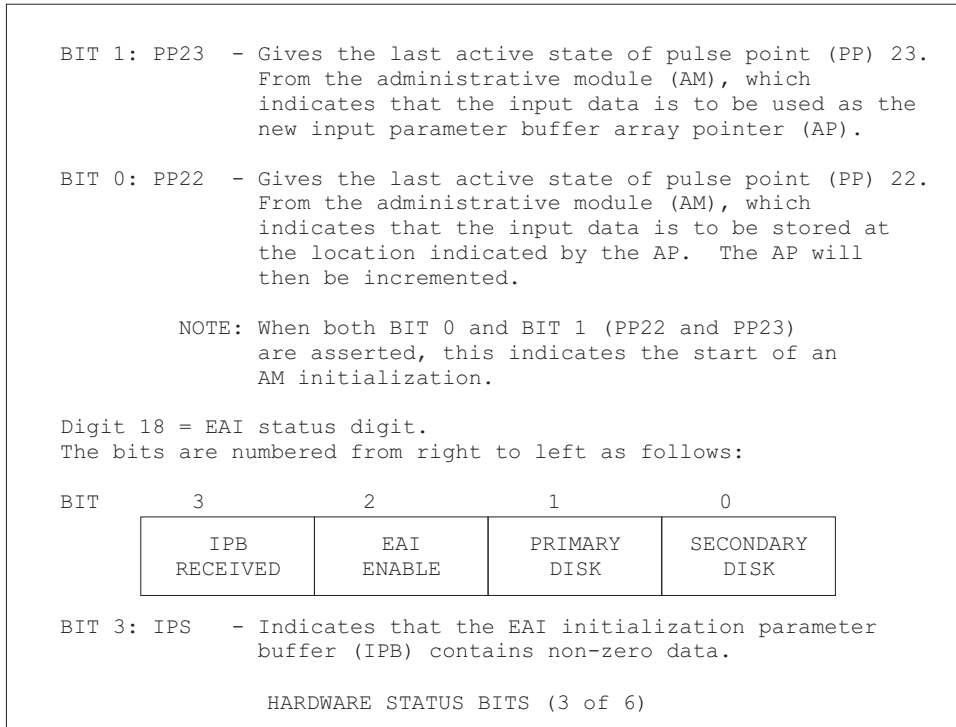 BIT 1: PP23 - Gives the last active state of pulse point (PP) 23.
From the administrative module (AM), which
indicates that the input data is to be used as the
new input parameter buffer array pointer (AP).
BIT 0: PP22 - Gives the last active state of pulse point (PP) 22.
From the administrative module (AM), which
indicates that the input data is to be stored at
the location indicated by the AP. The AP will
then be incremented.
NOTE: When both BIT 0 and BIT 1 (PP22 and PP23)
are asserted, this indicates the start of an
AM initialization.
Digit 18 = EAI status digit.
The bits are numbered from right to left as follows:
BIT 3 2 1 0
IPB EAI PRIMARY SECONDARY
RECEIVED ENABLE DISK DISK
BIT 3: IPS - Indicates that the EAI initialization parameter
buffer (IPB) contains non-zero data.
HARDWARE STATUS BITS (3 of 6)